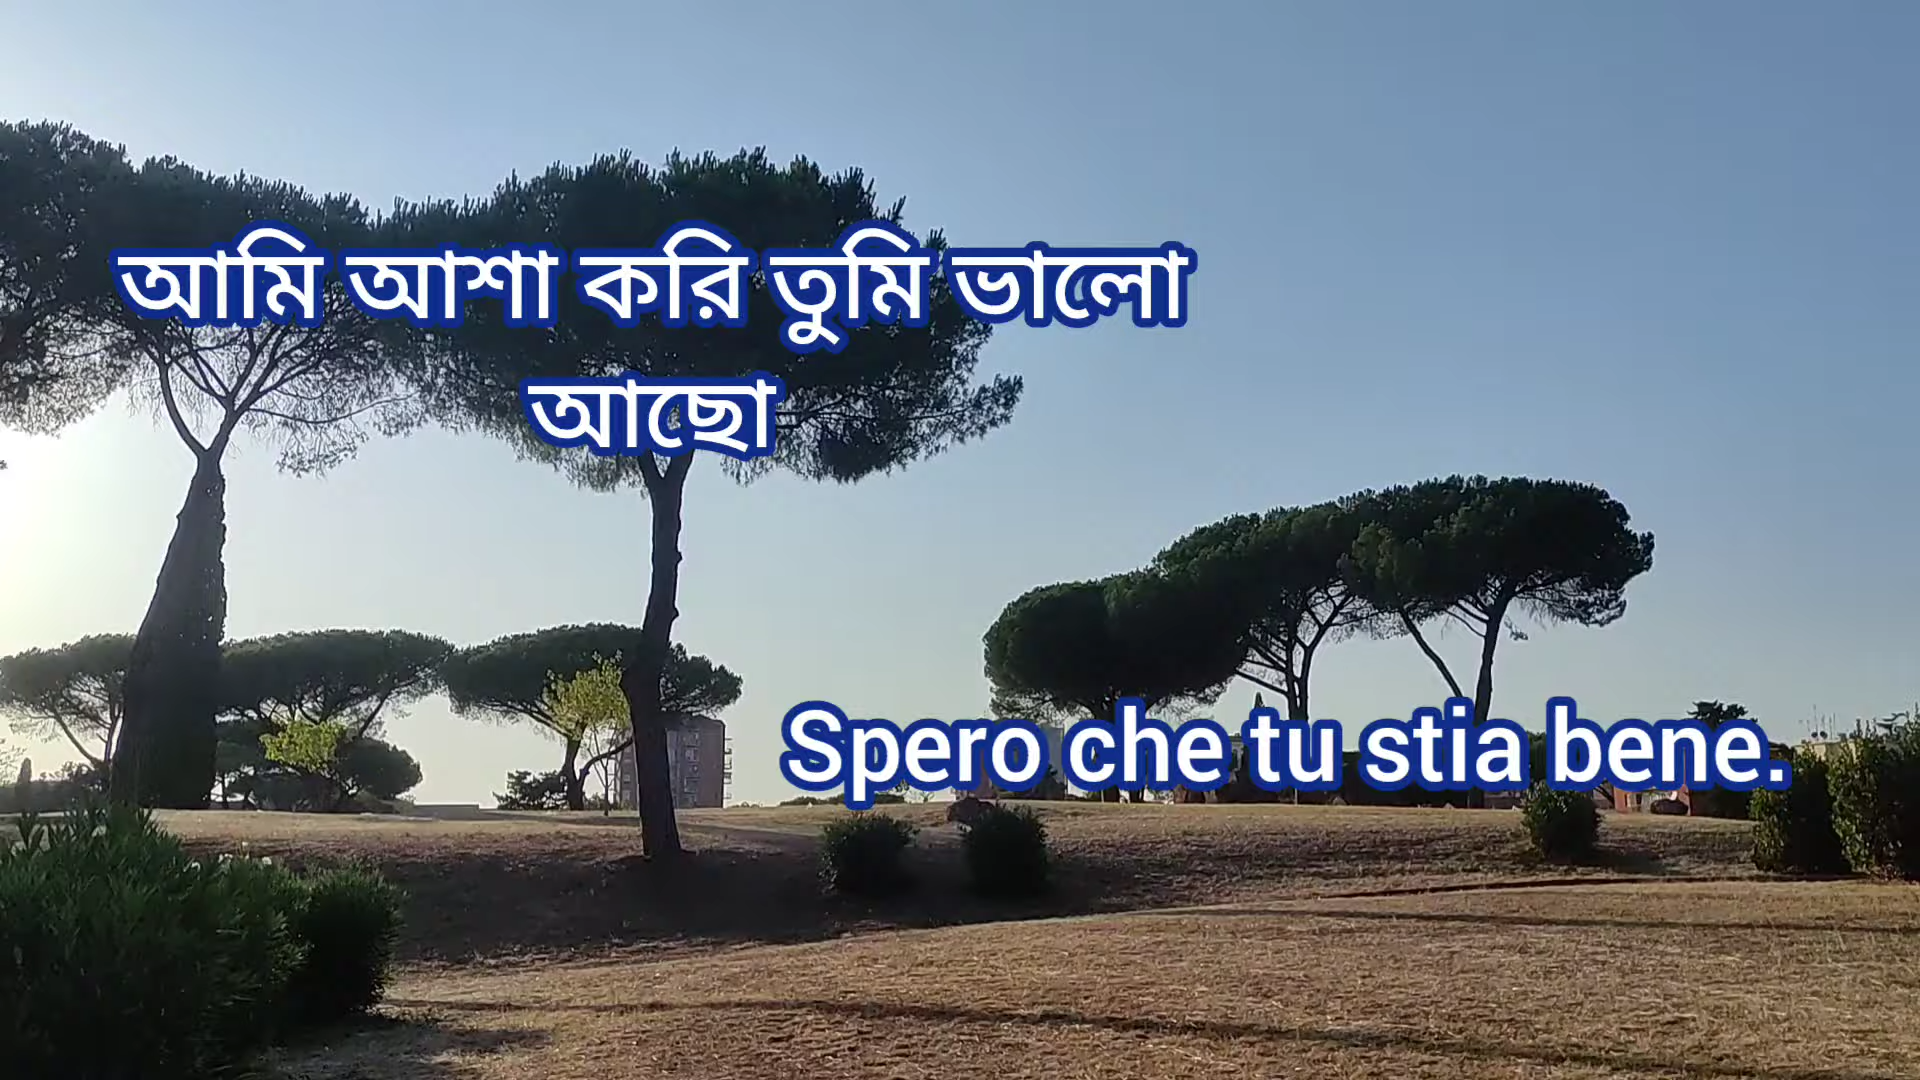 আমি আশা করি তুমি ভালো
আছো
Spero che tu stia bene.